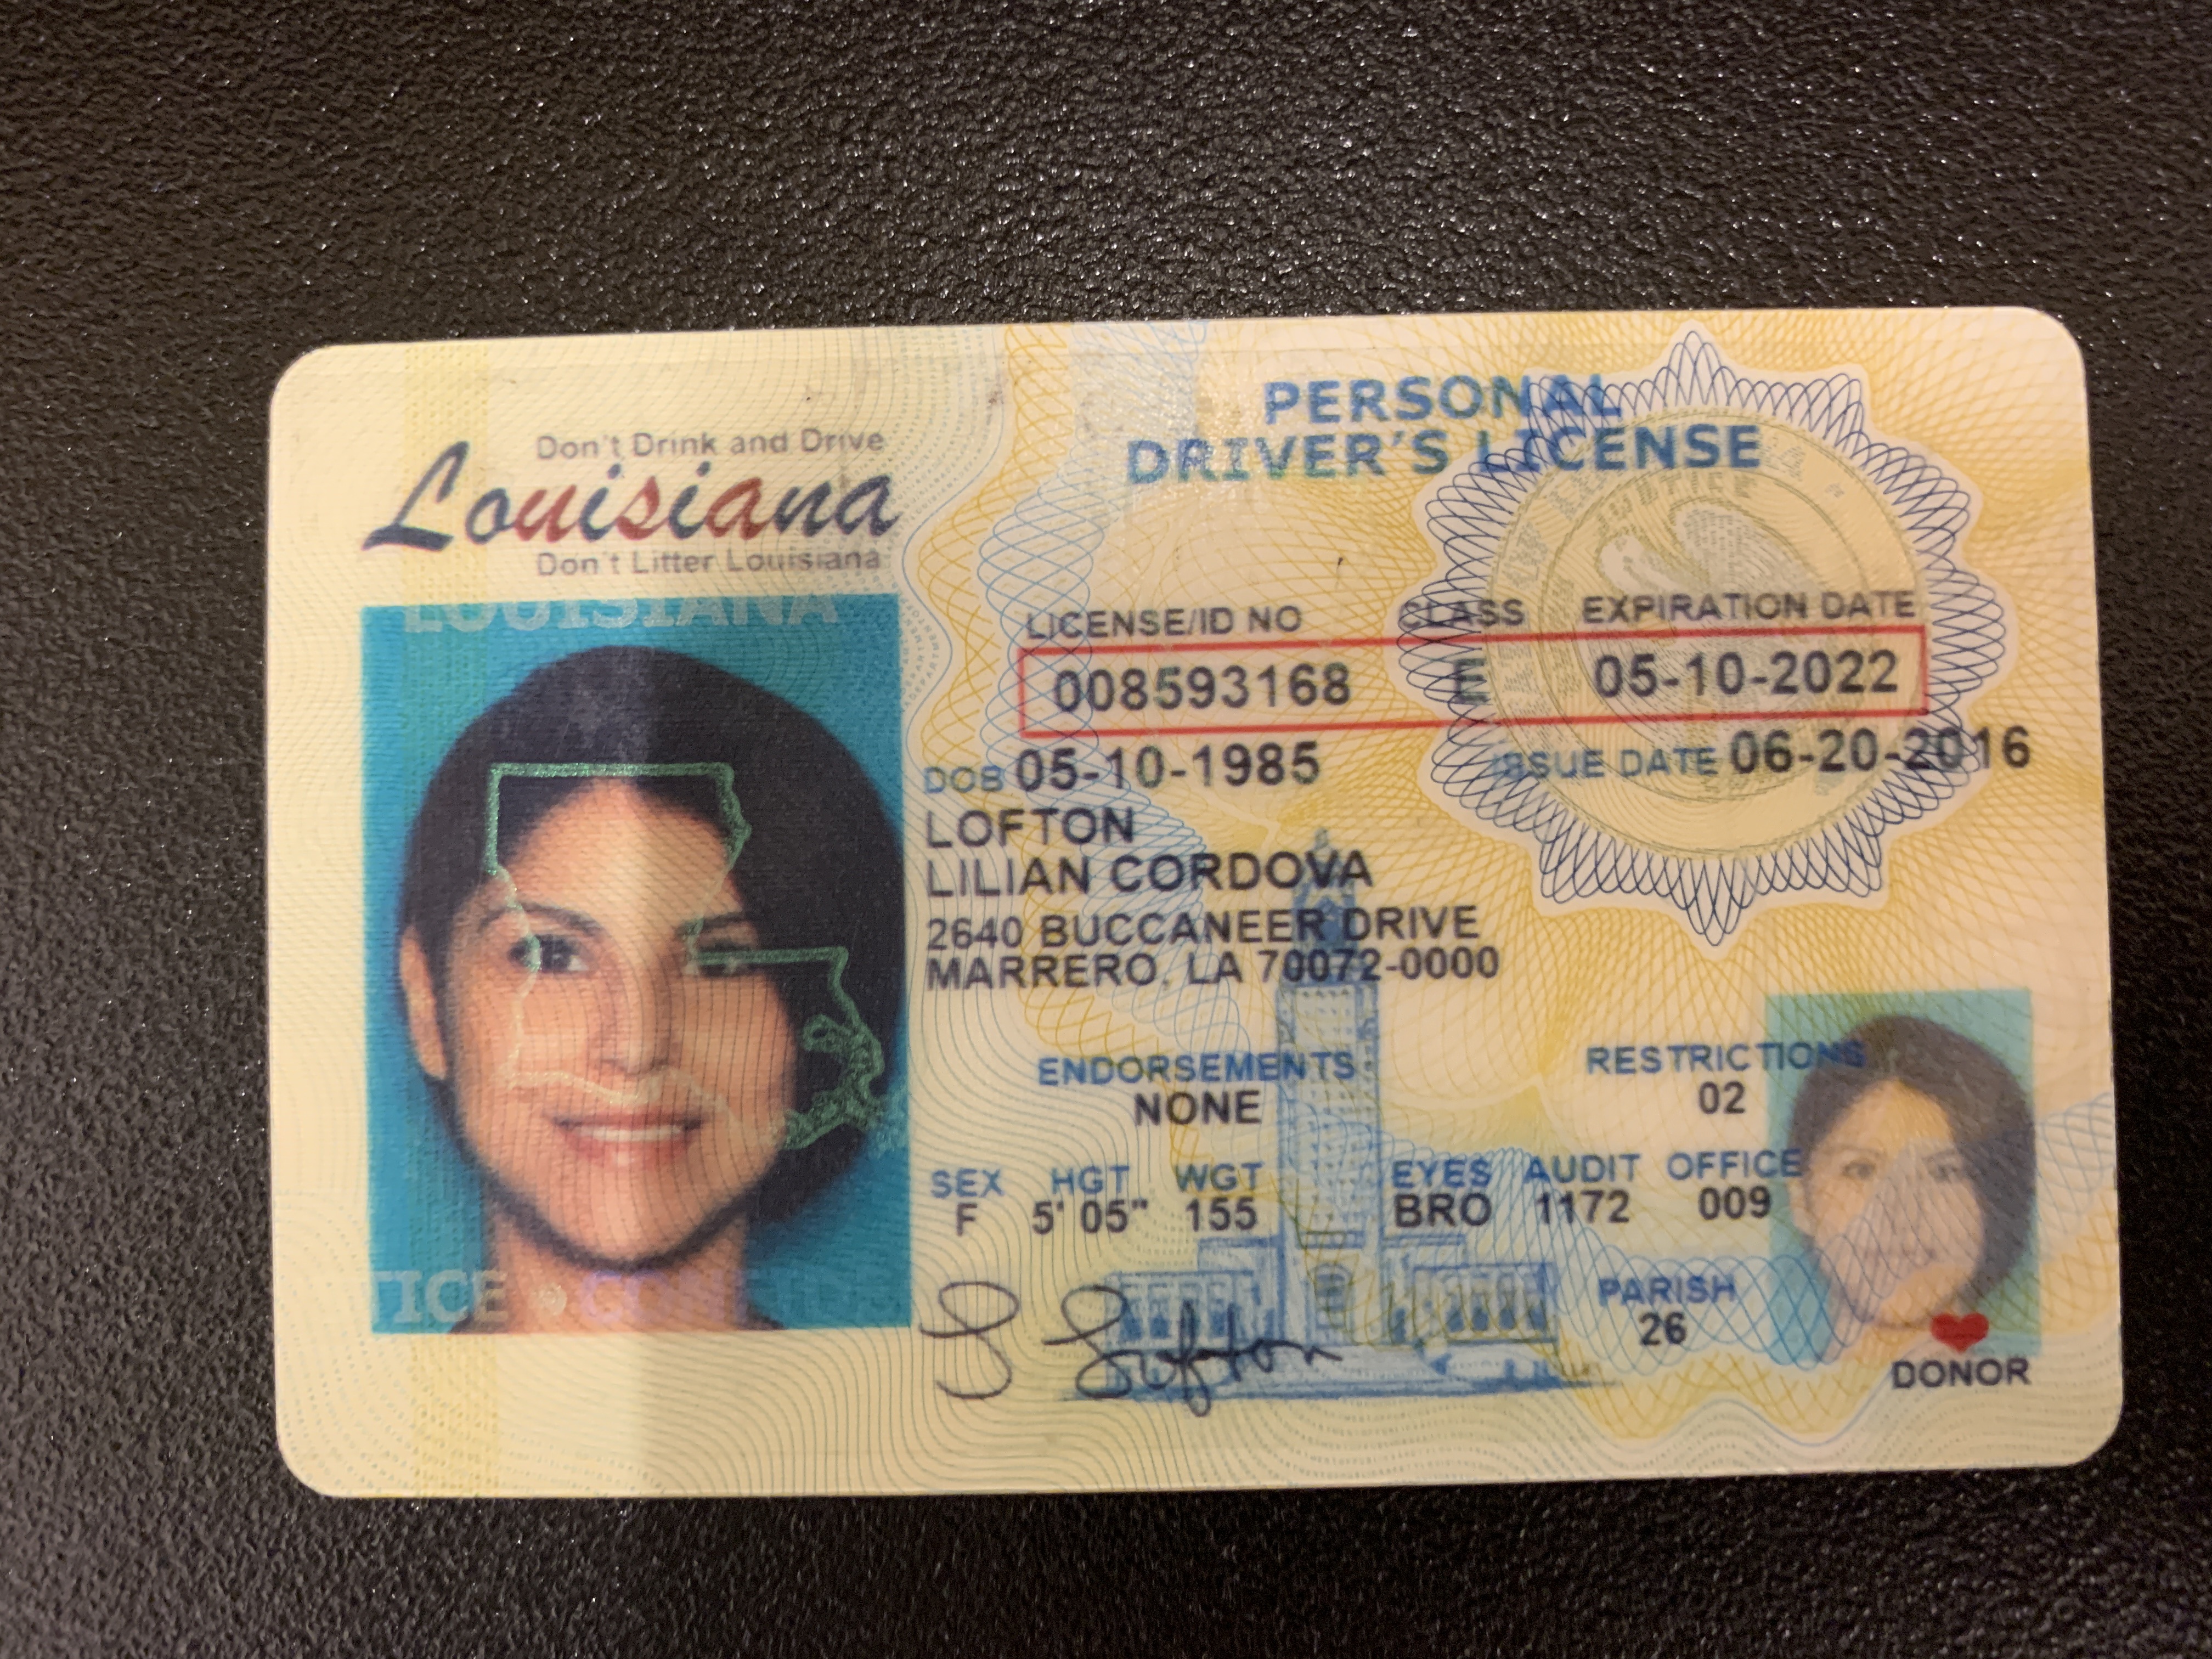 Don't Drink and Drive
Louisiana
Don't Litter Louisiana
PERSONAL
DRIVER'S LICENSE
LICENSE/ID NO CLASS EXPIRATION DATE
008593168 E 05-10-2022
DOB 05-10-1985 ISSUE DATE 06-20-2016
LOFTON
LILIAN CORDOVA
2640 BUCCANEER DRIVE
MARRERO, LA 70072-0000
ENDORSEMENTS RESTRICTIONS
NONE 02
SEX HGT WGT EYES AUDIT OFFICE
F 5'05" 155 BRO 1172 009
PARISH
26
DONOR
LOUISIANA